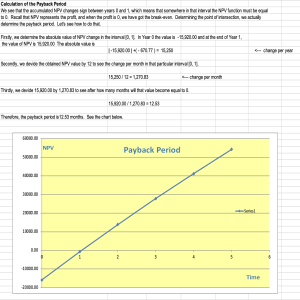 Calculation of the Payback Period
We see that the accumulated NPV changes sign between years 0 and 1, which means that somewhere in that interval the NPV function must be equal
to 0. Recall that NPV represents the profit, and when the profit is 0, we have got the break-even. Determining the point of intersection, we actually
determine the payback period. Let's see how to do that.
Firstly, we determine the absolute value of NPV change in the interval [0, 1]. In Year 0 the value is -15,920.00 and at the end of Year 1,
the value of NPV is 15,920.00 The absolute value is
| -15,920.00 | +| - 670.77 | = 15,250 <--- change per year
Secondly, we devide the obtained NPV value by 12 to see the change per month in that particular interval [0, 1].
15,250 / 12 = 1,270.83 <--- change per month
Thirdly, we devide 15,920.00 by 1,270.83 to see after how many months will that value become equal to 0.
15,920.00 / 1,270.83 = 12.53
Therefore, the payback period is 12.53 months. See the chart below.
60000.00
NPV
Payback Period
50000.00
40000.00
30000.00
20000.00
Series1
10000.00
0.00
0 1 2 3 4 5 6
-10000.00
Time
-20000.00